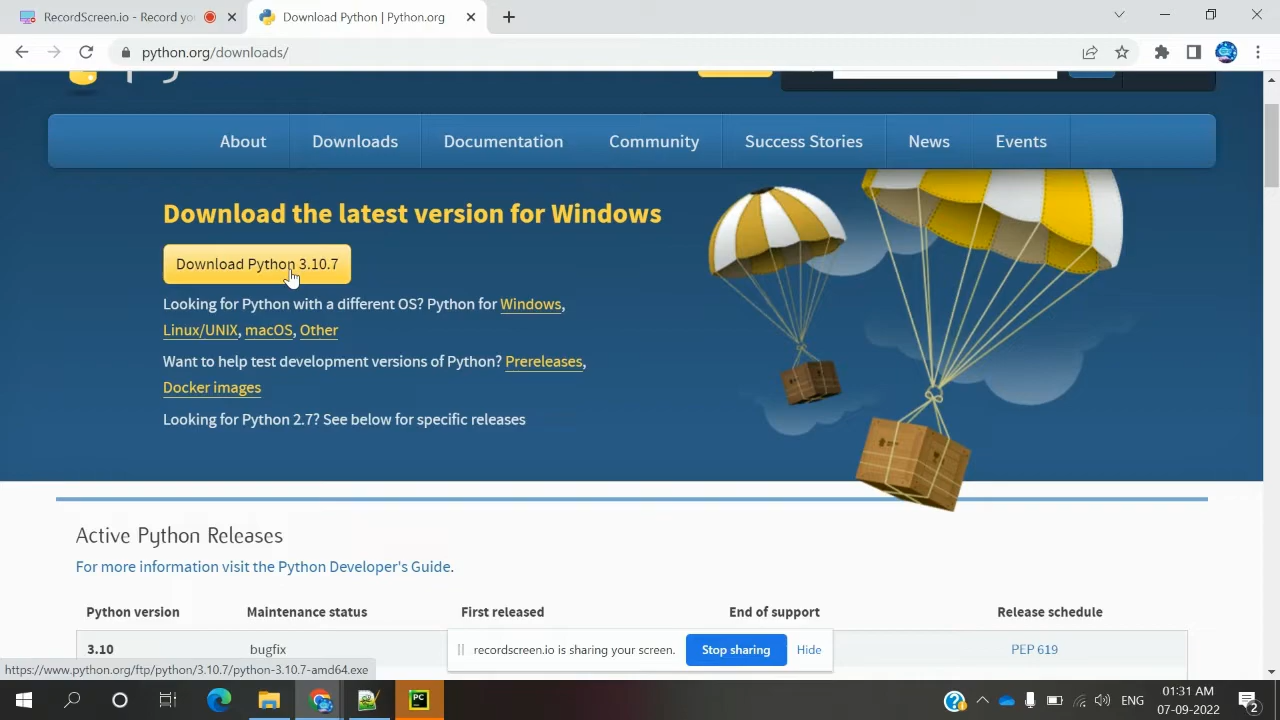 RecordScreen.io - Record yo
Download Python | Python.org
python.org/downloads/
About
Downloads
Documentation
Community
Success Stories
News
Events
Download the latest version for Windows
Download Python 3.10.7
Looking for Python with a different OS? Python for Windows,
Linux/UNIX, macOS, Other
Want to help test development versions of Python? Prereleases,
Docker images
Looking for Python 2.7? See below for specific releases
Active Python Releases
For more information visit the Python Developer's Guide.
Python version
Maintenance status
First released
End of support
Release schedule
3.10
bugfix
PEP 619
recordscreen.io is sharing your screen.
Stop sharing
Hide
https://www.python.org/ftp/python/3.10.7/python-3.10.7-amd64.exe
PC
ENG
01:31 AM
07-09-2022
2